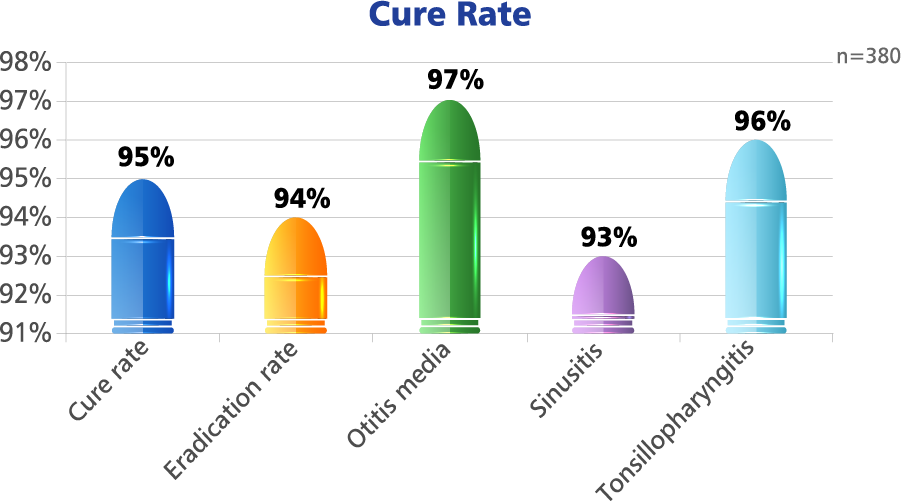 Cure Rate
n=380
98%
97%
96%
95%
94%
93%
92%
91%
95%
94%
97%
93%
96%
Cure rate
Eradication rate
Otitis media
Sinusitis
Tonsillopharyngitis